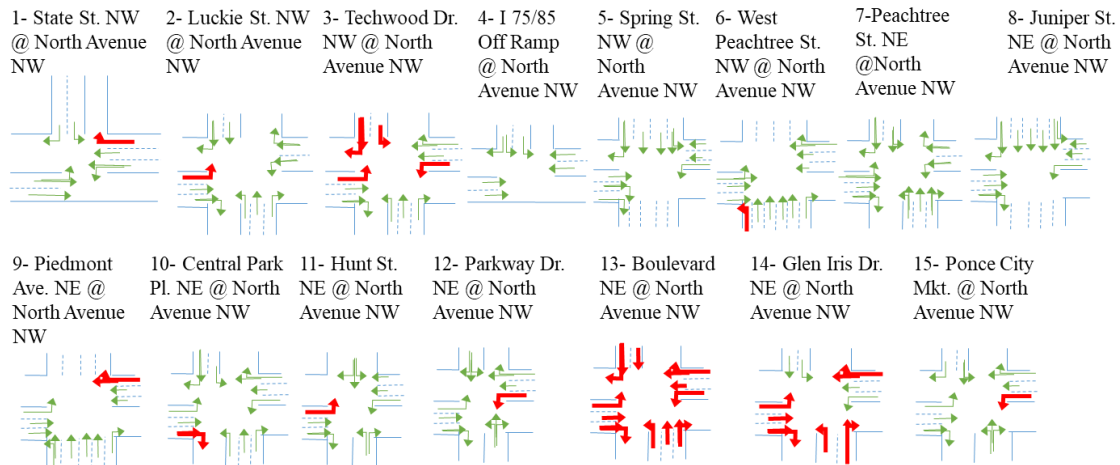 1- State St. NW
@ North Avenue
NW
2- Luckie St. NW
@ North Avenue
NW
3- Techwood Dr.
NW @ North
Avenue NW
4- I 75/85
Off Ramp
@ North
Avenue NW
5- Spring St.
NW @
North
Avenue NW
6- West
Peachtree St.
NW @ North
Avenue NW
7-Peachtree
St. NE
@North
Avenue NW
8- Juniper St.
NE @ North
Avenue NW
9- Piedmont
Ave. NE @
North Avenue
NW
10- Central Park
Pl. NE @ North
Avenue NW
11- Hunt St.
NE @ North
Avenue NW
12- Parkway Dr.
NE @ North
Avenue NW
13- Boulevard
NE @ North
Avenue NW
14- Glen Iris Dr.
NE @ North
Avenue NW
15- Ponce City
Mkt. @ North
Avenue NW